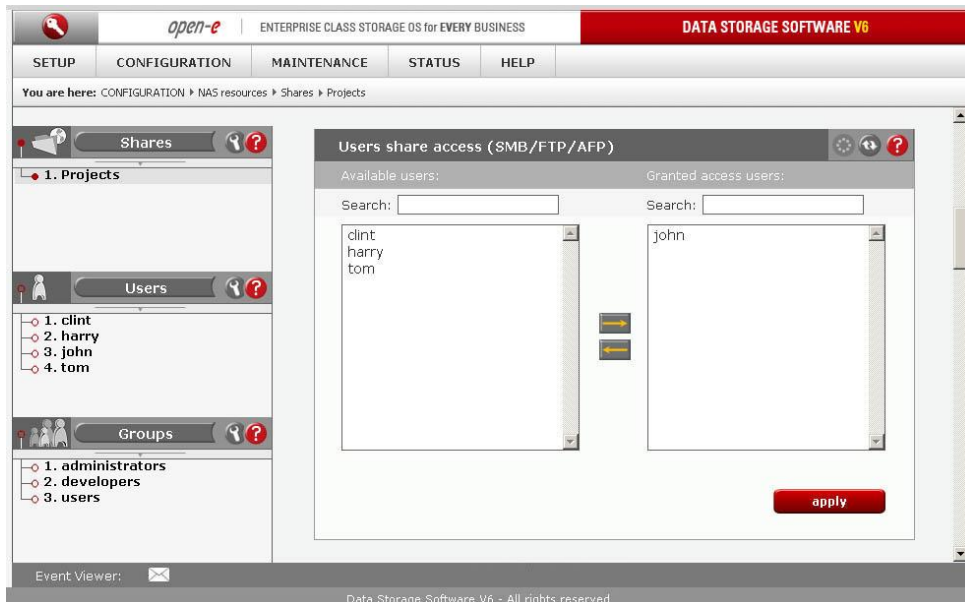 open-e ENTERPRISE CLASS STORAGE OS for EVERY BUSINESS DATA STORAGE SOFTWARE V6
SETUP CONFIGURATION MAINTENANCE STATUS HELP
You are here: CONFIGURATION NAS resources Shares Projects
Shares
1. Projects
Users
1. clint
2. harry
3. john
4. tom
Groups
1. administrators
2. developers
3. users
Users share access (SMB/FTP/AFP)
Available users: Granted access users:
Search: Search:
clint
harry
tom
john
apply
Event Viewer:
Data Storage Software V6 - All rights reserved